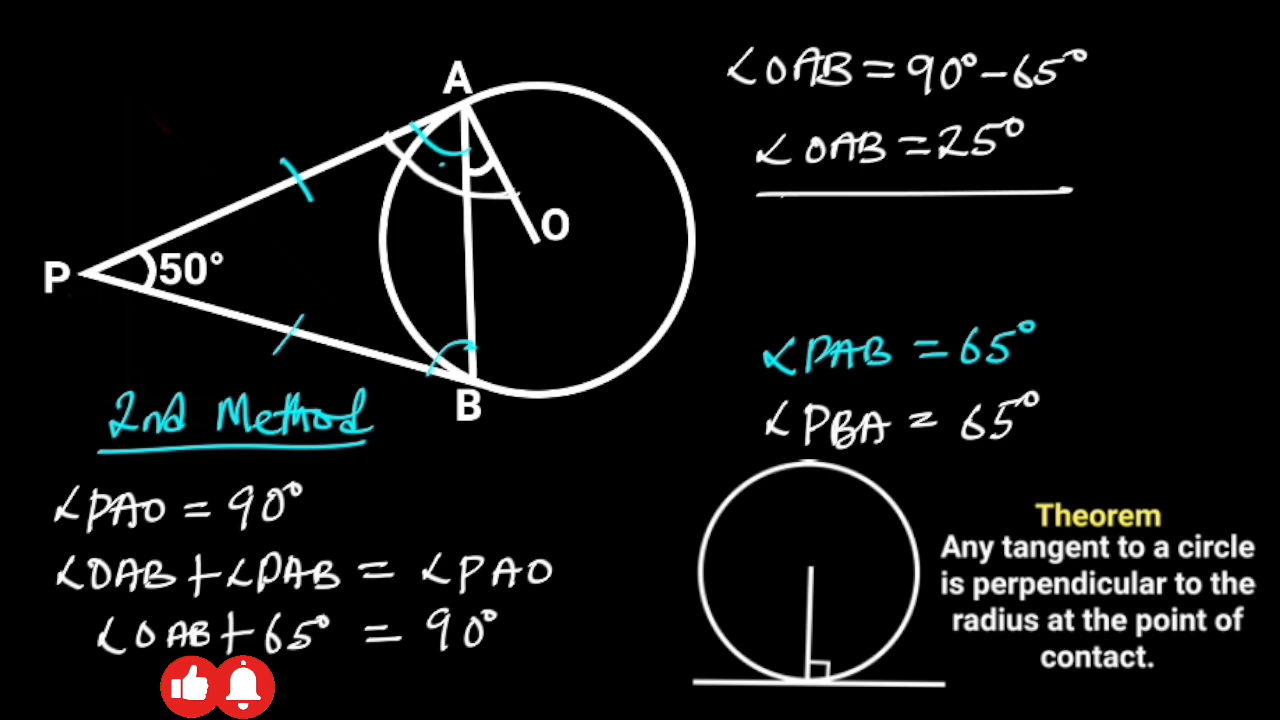 A
O
P
50°
B
∠OAB = 90° - 65°
∠OAB = 25°
∠PAB = 65°
∠PBA = 65°
2nd Method
∠PAO = 90°
∠OAB + ∠PAB = ∠PAO
∠OAB + 65° = 90°
Theorem
Any tangent to a circle
is perpendicular to the
radius at the point of
contact.